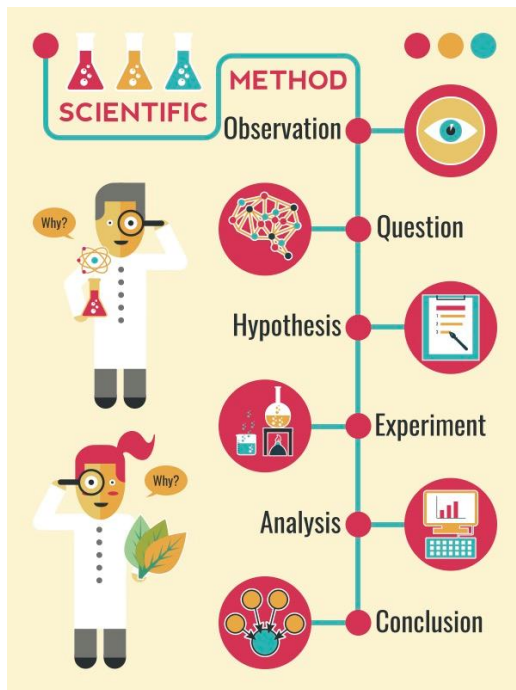 SCIENTIFIC
METHOD
Observation
Question
Hypothesis
Experiment
Analysis
Conclusion
Why?
Why?